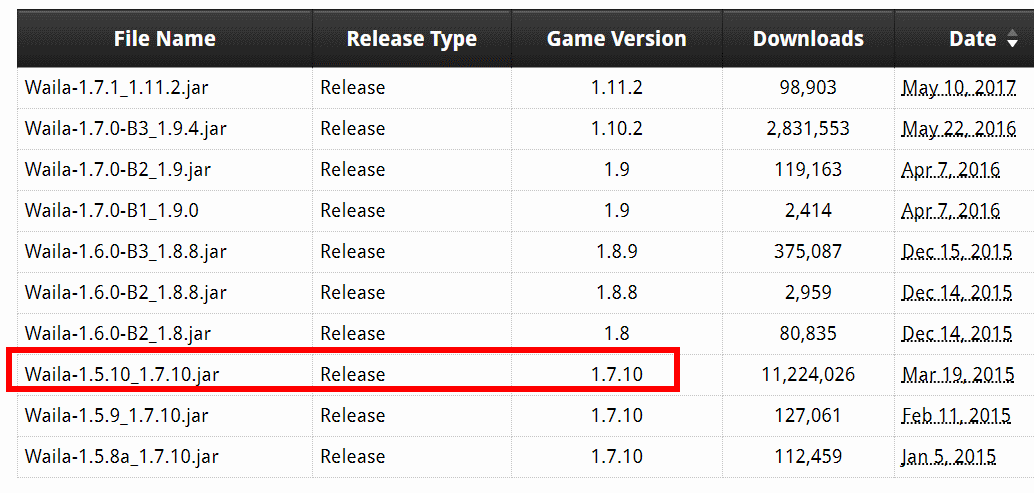 File Name Release Type Game Version Downloads Date
Waila-1.7.1_1.11.2.jar Release 1.11.2 98,903 May 10, 2017
Waila-1.7.0-B3_1.9.4.jar Release 1.10.2 2,831,553 May 22, 2016
Waila-1.7.0-B2_1.9.jar Release 1.9 119,163 Apr 7, 2016
Waila-1.7.0-B1_1.9.0 Release 1.9 2,414 Apr 7, 2016
Waila-1.6.0-B3_1.8.8.jar Release 1.8.9 375,087 Dec 15, 2015
Waila-1.6.0-B2_1.8.8.jar Release 1.8.8 2,959 Dec 14, 2015
Waila-1.6.0-B2_1.8.jar Release 1.8 80,835 Dec 14, 2015
Waila-1.5.10_1.7.10.jar Release 1.7.10 11,224,026 Mar 19, 2015
Waila-1.5.9_1.7.10.jar Release 1.7.10 127,061 Feb 11, 2015
Waila-1.5.8a_1.7.10.jar Release 1.7.10 112,459 Jan 5, 2015